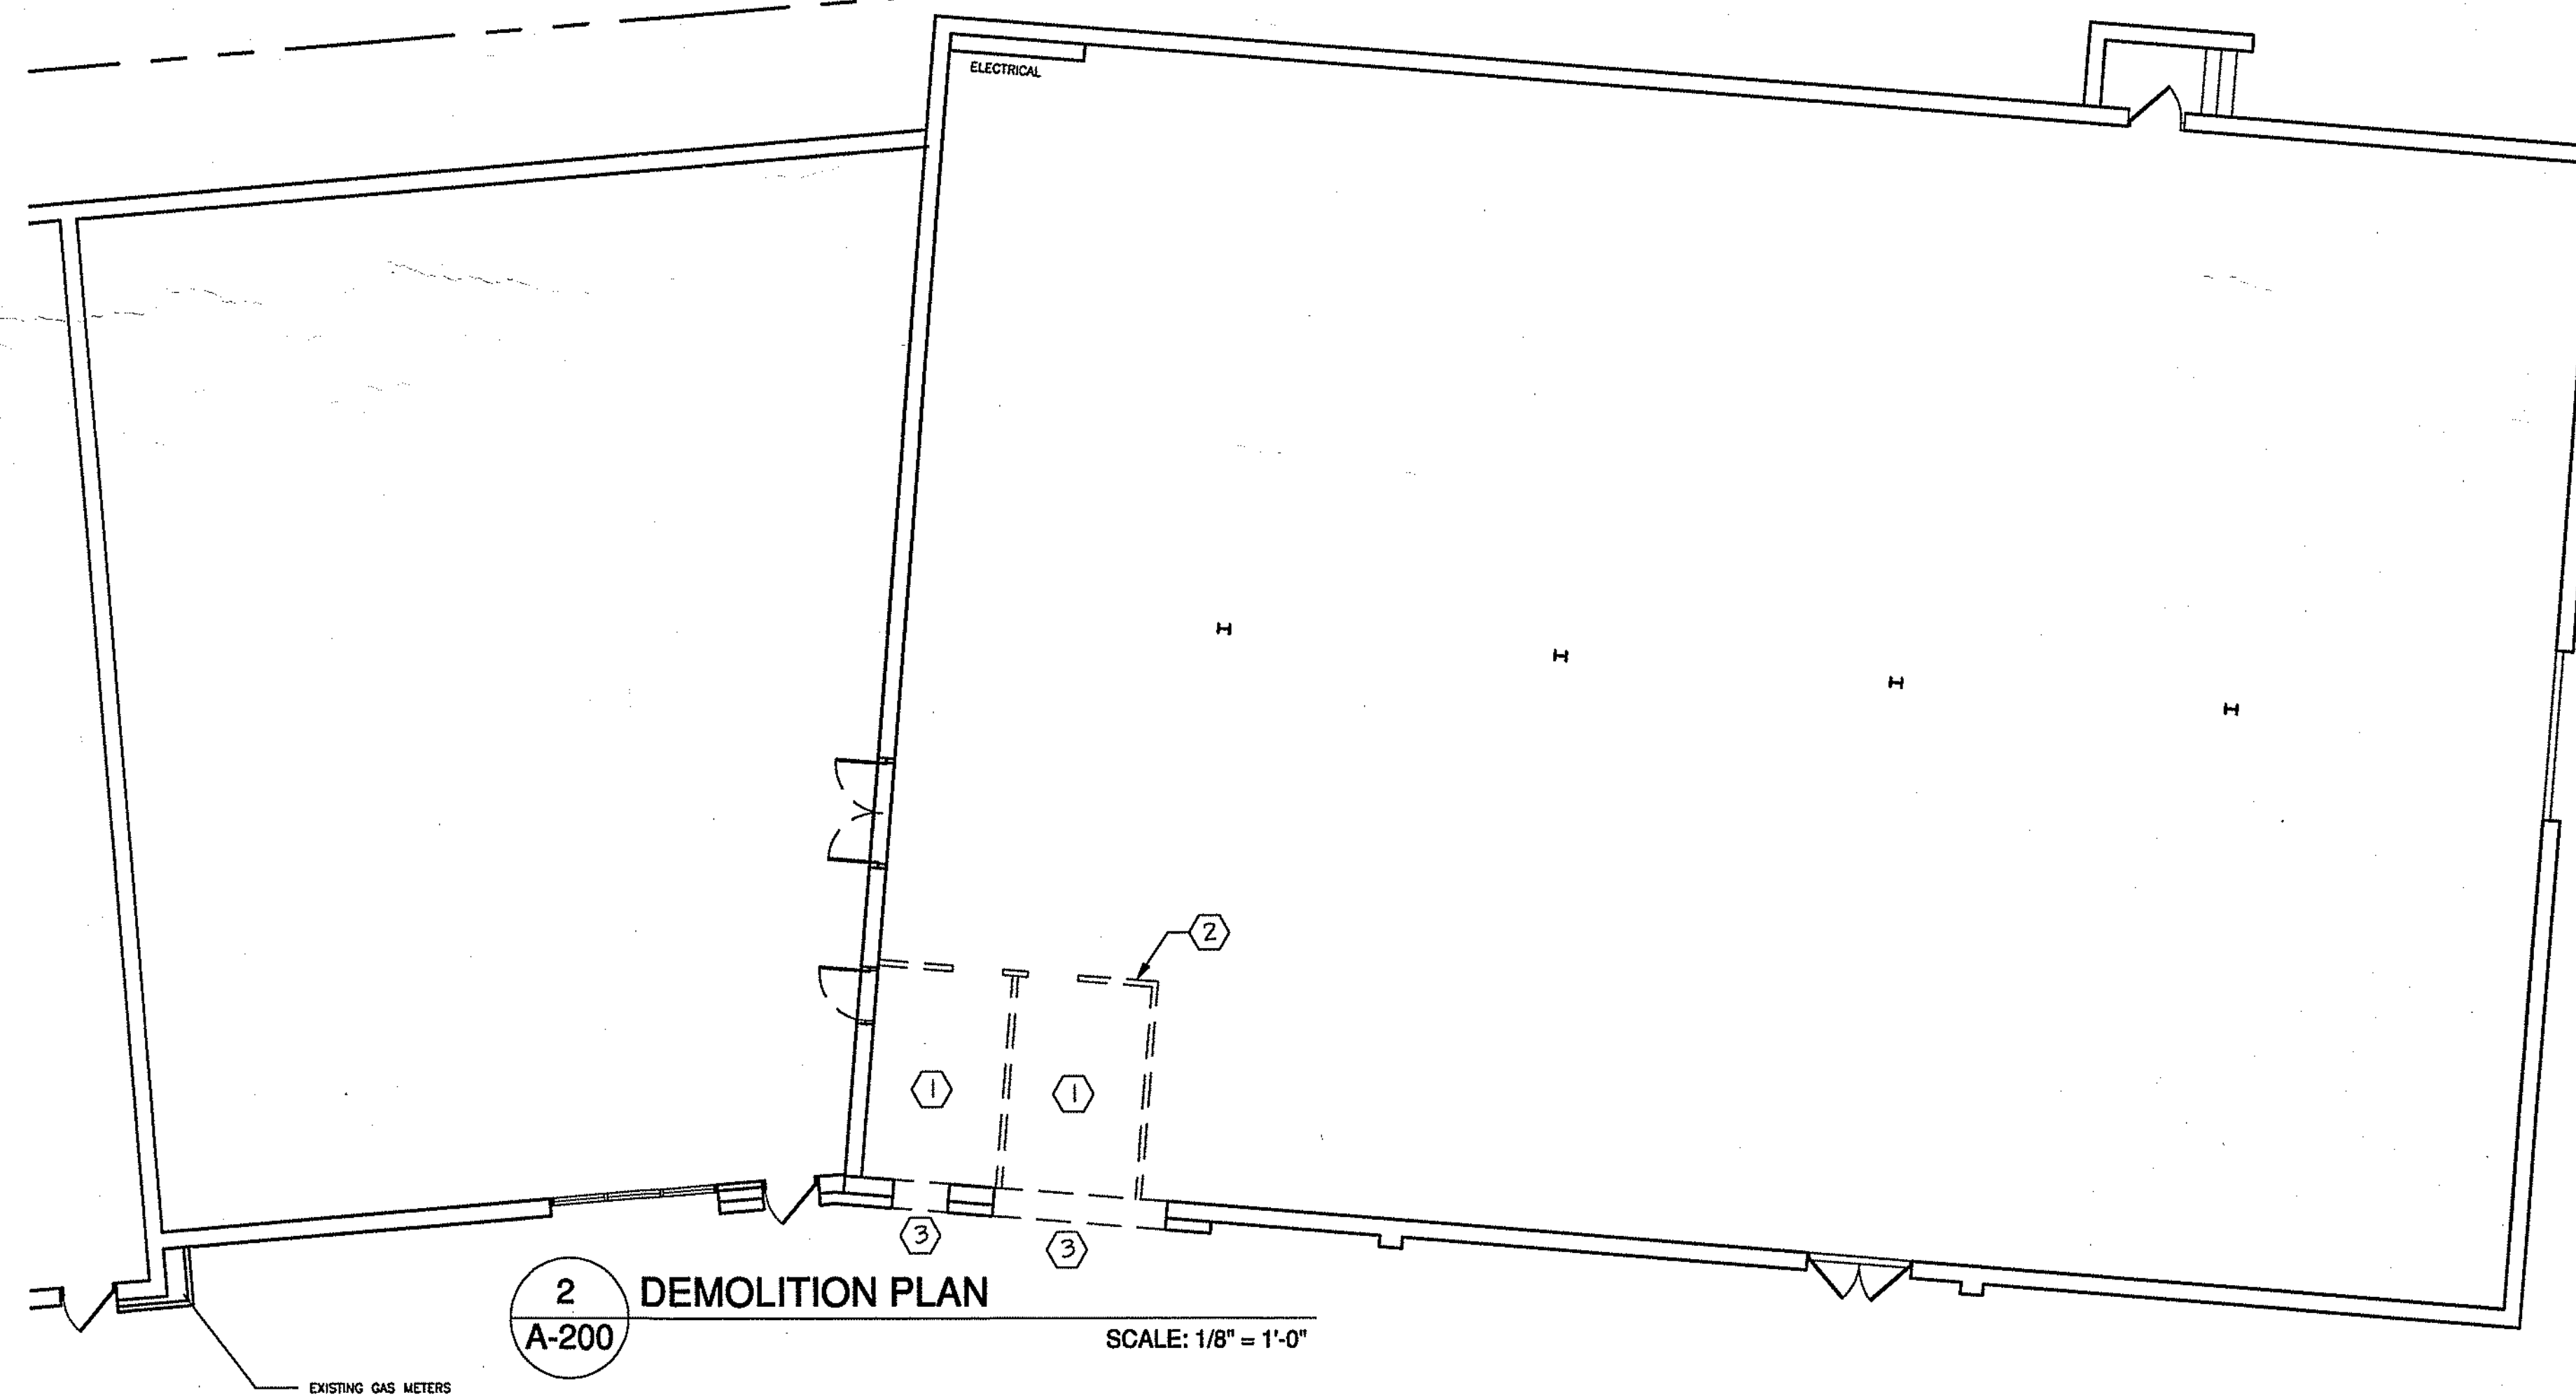 ELECTRICAL
2
1
1
3
3
2
DEMOLITION PLAN
A-200
SCALE: 1/8" = 1'-0"
EXISTING GAS METERS